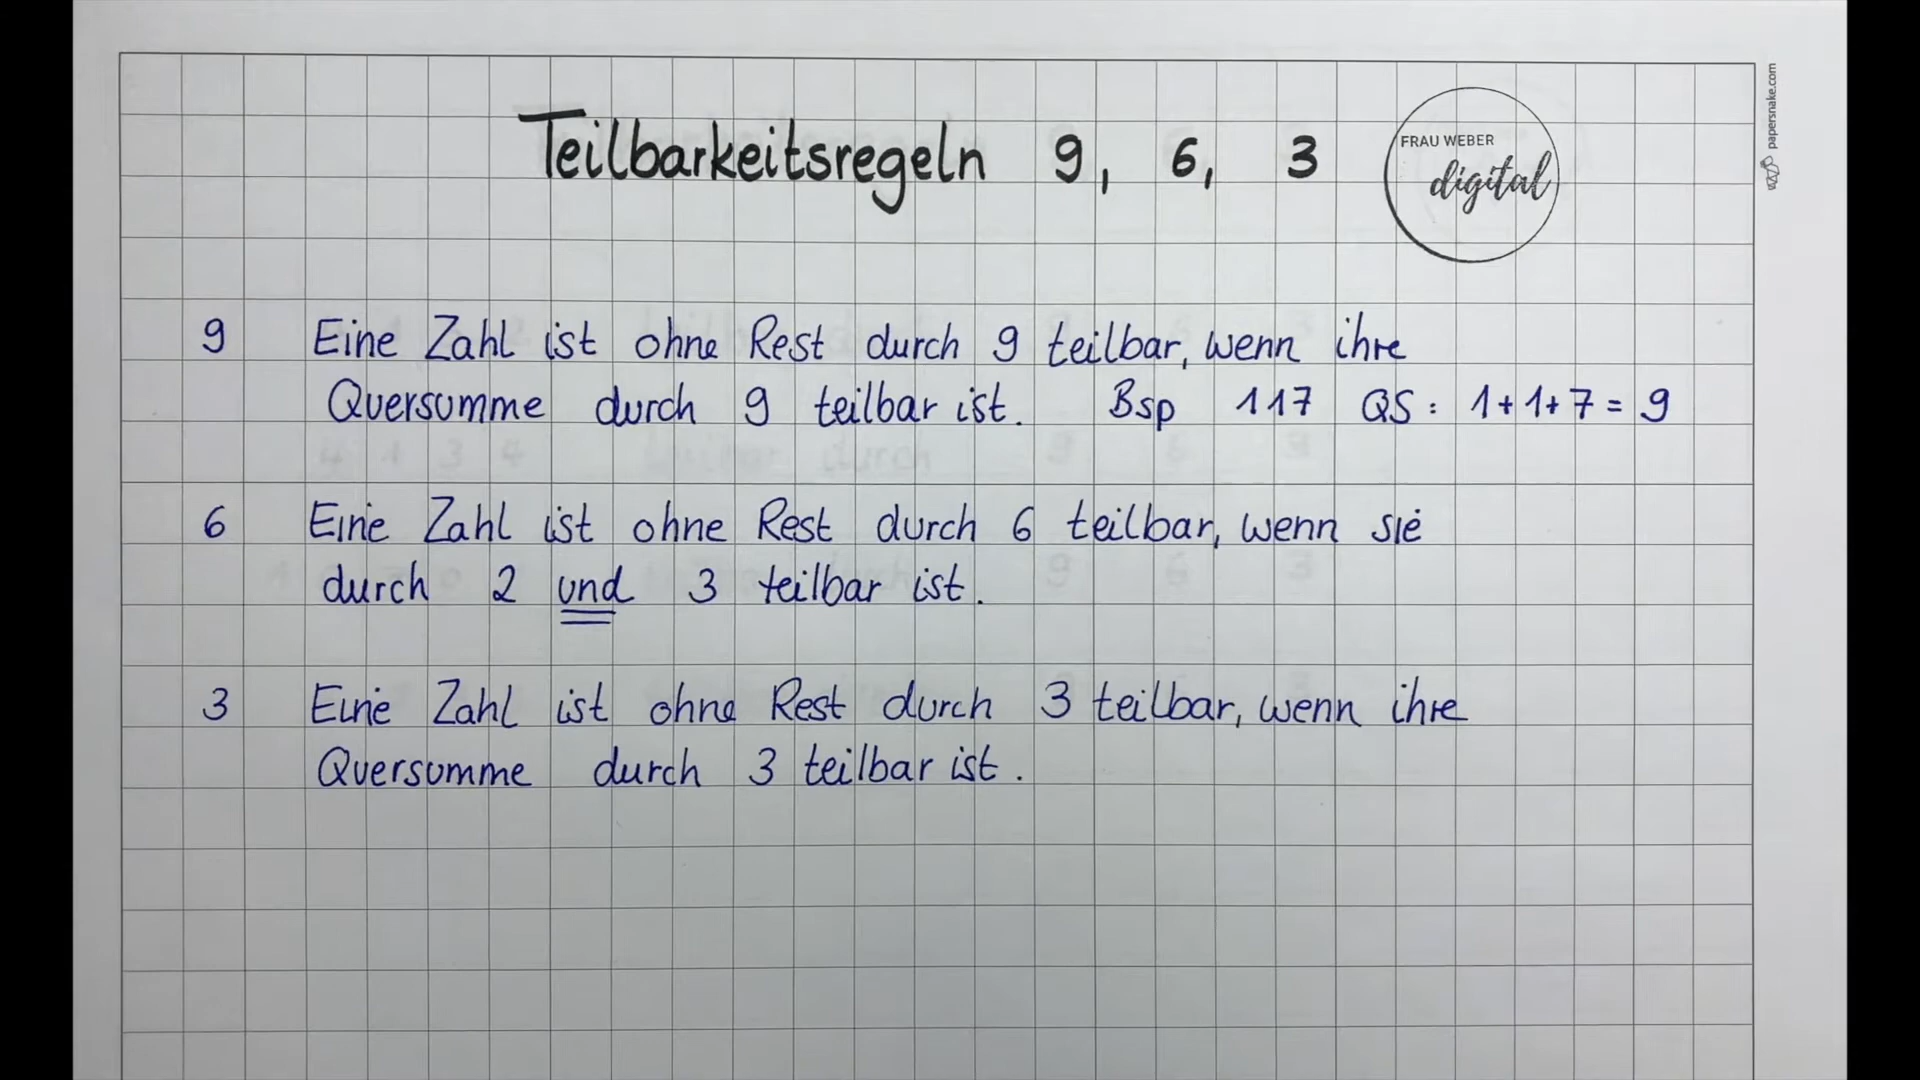 Teilbarkeitsregeln 9, 6, 3
FRAU WEBER
digital
papersnake.com
9 Eine Zahl ist ohne Rest durch 9 teilbar, wenn ihre
Quersumme durch 9 teilbar ist. Bsp 117 QS: 1+1+7=9
6 Eine Zahl ist ohne Rest durch 6 teilbar, wenn sie
durch 2 und 3 teilbar ist.
3 Eine Zahl ist ohne Rest durch 3 teilbar, wenn ihre
Quersumme durch 3 teilbar ist.